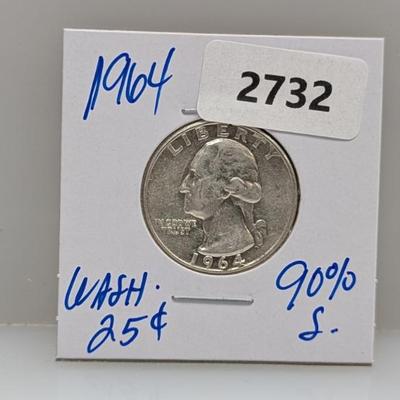 1964
2732
LIBERTY
IN GOD WE
TRUST
1964
WASH.
25¢
90%
S.